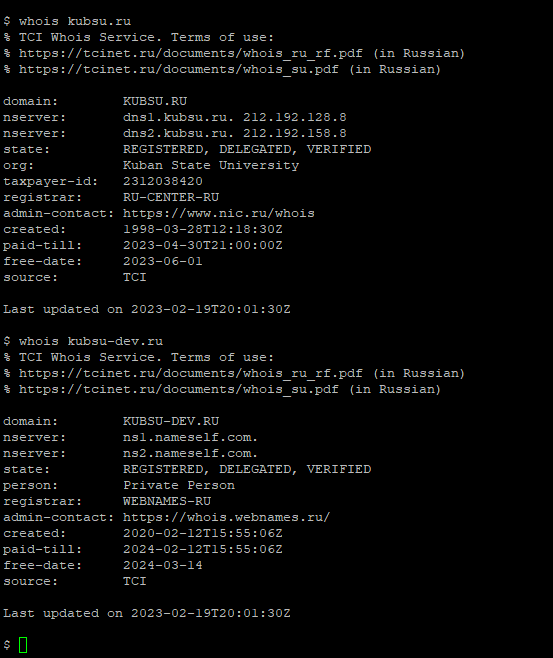 $ whois kubsu.ru
% TCI Whois Service. Terms of use:
% https://tcinet.ru/documents/whois_ru_rf.pdf (in Russian)
% https://tcinet.ru/documents/whois_su.pdf (in Russian)
domain:        KUBSU.RU
nserver:       dns1.kubsu.ru. 212.192.128.8
nserver:       dns2.kubsu.ru. 212.192.158.8
state:         REGISTERED, DELEGATED, VERIFIED
org:           Kuban State University
taxpayer-id:   2312038420
registrar:     RU-CENTER-RU
admin-contact: https://www.nic.ru/whois
created:       1998-03-28T12:18:30Z
paid-till:     2023-04-30T21:00:00Z
free-date:     2023-06-01
source:        TCI
Last updated on 2023-02-19T20:01:30Z
$ whois kubsu-dev.ru
% TCI Whois Service. Terms of use:
% https://tcinet.ru/documents/whois_ru_rf.pdf (in Russian)
% https://tcinet.ru/documents/whois_su.pdf (in Russian)
domain:        KUBSU-DEV.RU
nserver:       ns1.nameself.com.
nserver:       ns2.nameself.com.
state:         REGISTERED, DELEGATED, VERIFIED
person:        Private Person
registrar:     WEBNAMES-RU
admin-contact: https://whois.webnames.ru/
created:       2020-02-12T15:55:06Z
paid-till:     2024-02-12T15:55:06Z
free-date:     2024-03-14
source:        TCI
Last updated on 2023-02-19T20:01:30Z
$